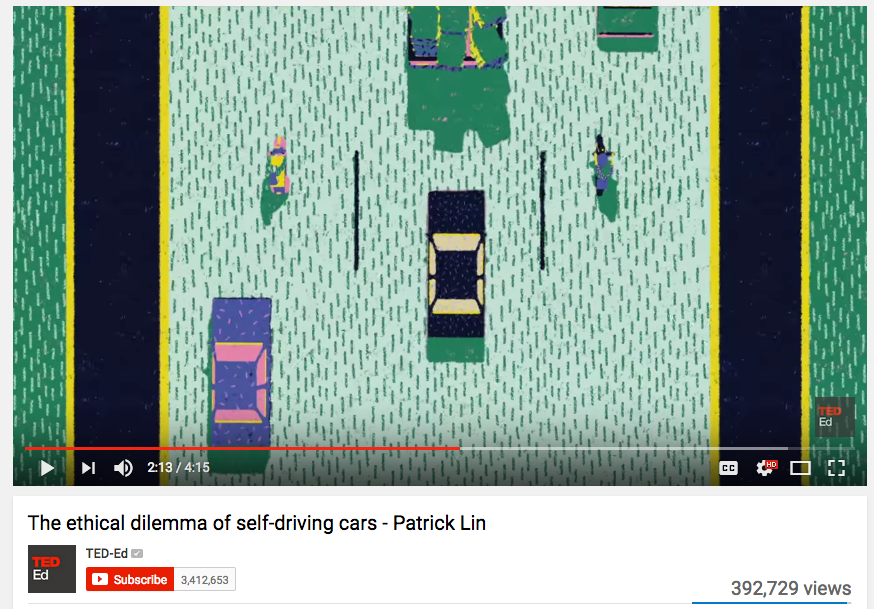 TED
Ed
2:13 / 4:15
CC
HD
The ethical dilemma of self-driving cars - Patrick Lin
TED
Ed
TED-Ed
Subscribe
3,412,653
392,729 views